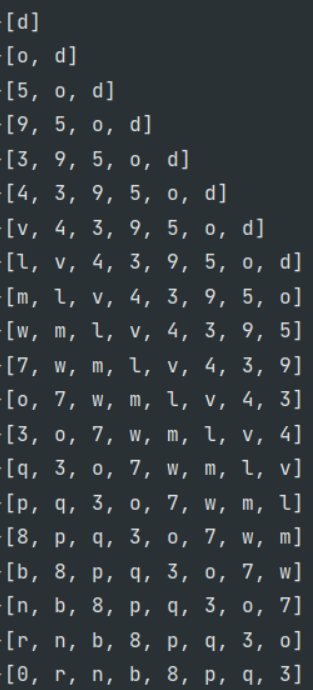 [d]
[o, d]
[5, o, d]
[9, 5, o, d]
[3, 9, 5, o, d]
[4, 3, 9, 5, o, d]
[v, 4, 3, 9, 5, o, d]
[l, v, 4, 3, 9, 5, o, d]
[m, l, v, 4, 3, 9, 5, o]
[w, m, l, v, 4, 3, 9, 5]
[7, w, m, l, v, 4, 3, 9]
[o, 7, w, m, l, v, 4, 3]
[3, o, 7, w, m, l, v, 4]
[q, 3, o, 7, w, m, l, v]
[p, q, 3, o, 7, w, m, l]
[8, p, q, 3, o, 7, w, m]
[b, 8, p, q, 3, o, 7, w]
[n, b, 8, p, q, 3, o, 7]
[r, n, b, 8, p, q, 3, o]
[0, r, n, b, 8, p, q, 3]